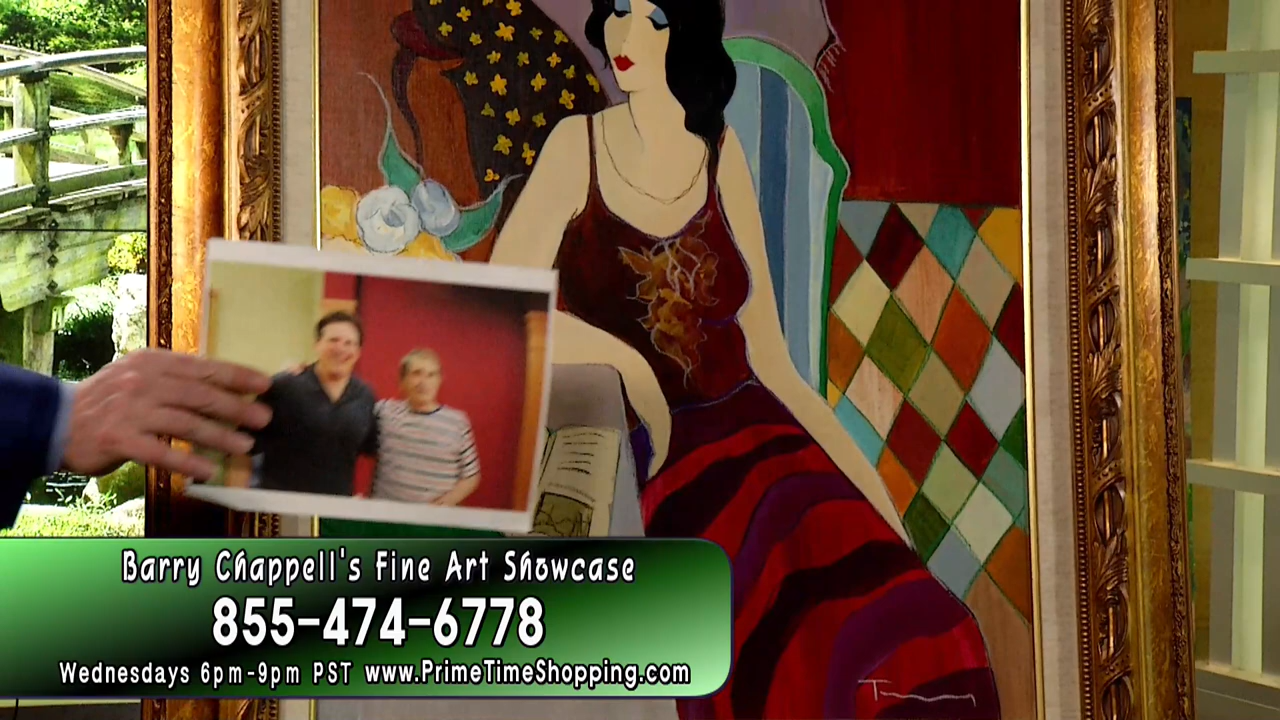 Barry Chappell's Fine Art Showcase
855-474-6778
Wednesdays 6pm-9pm PST www.PrimeTimeShopping.com